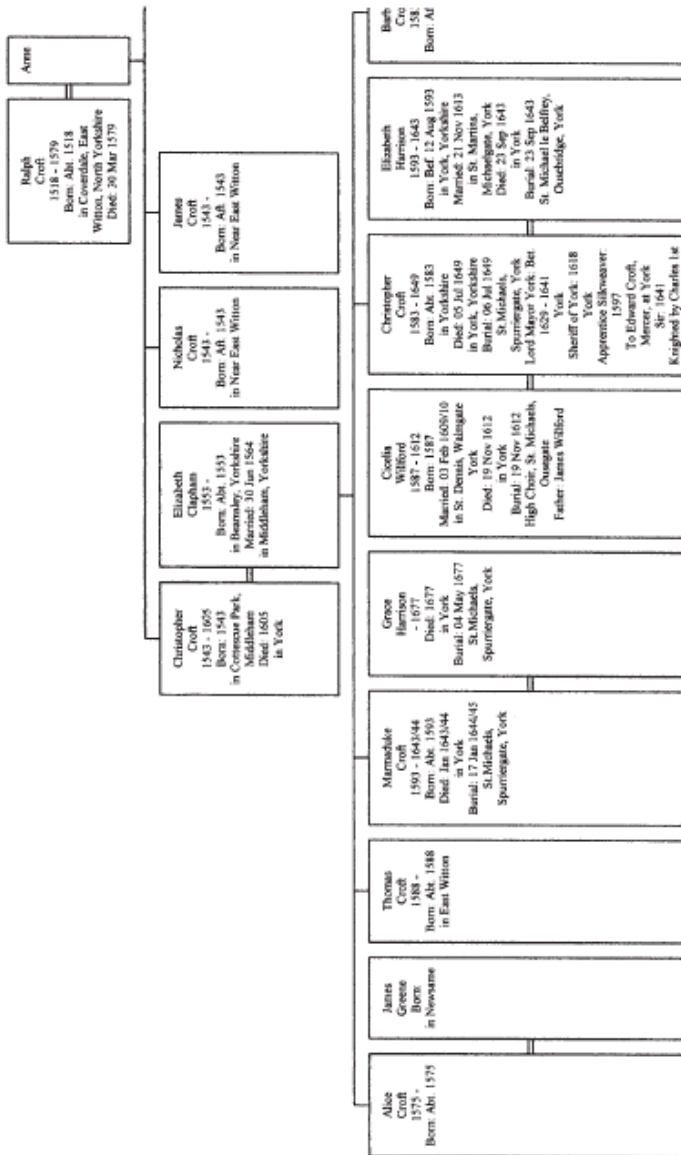 Ralph
Croft
1518 - 1579
Born: Abt. 1518
in Coverdale, East
Witton, North Yorkshire
Died: 30 Mar 1579
Anne
Christopher
Croft
1543 - 1605
Born: 1543
in Cotescue Park,
Middleham
Died: 1605
in York
Elizabeth
Clapham
1553 -
Born: Abt. 1553
in Beamsley, Yorkshire
Married: 30 Jun 1564
in Middleham, Yorkshire
Nicholas
Croft
1543 -
Born: Aft. 1543
in Near East Witton
James
Croft
1543 -
Born: Aft. 1543
in Near East Witton
Alice
Croft
1575 -
Born: Abt. 1575
James
Greene
Born:
in Newsame
Thomas
Croft
1588 -
Born: Abt. 1588
in East Witton
Marmaduke
Croft
1593 - 1643/44
Born: Abt. 1593
Died: Jan 1643/44
in York
Burial: 17 Jan 1644/45
St.Michaels,
Spurriergate, York
Grace
Harrison
- 1677
Died: 1677
in York
Burial: 04 May 1677
St.Michaels,
Spurriergate, York
Cicelia
Willford
1587 - 1612
Born: 1587
Married: 03 Feb 1609/10
in St. Dennis, Walmgate
York
Died: 19 Nov 1612
in York
Burial: 19 Nov 1612
High Choir, St. Michaels,
Ousegate
Father: James Willford
Christopher
Croft
1583 - 1649
Born: Abt. 1583
in Yorkshire
Died: 05 Jul 1649
in York, Yorkshire
Burial: 06 Jul 1649
St.Michaels,
Spurriergate, York
Lord Mayor York: Bet.
1629 - 1641
York
Sheriff of York: 1618
York
Apprentice Silkweaver:
1597
To Edward Croft,
Mercer, at York
Sir: 1641
Knighted by Charles 1st
Elizabeth
Harrison
1593 - 1643
Born: Bef. 12 Aug 1593
in York, Yorkshire
Married: 21 Nov 1613
in St. Martins,
Michaelgate, York
Died: 23 Sep 1643
in York
Burial: 23 Sep 1643
St. Michael le Belfrey,
Ousebridge, York
Barb
Cro
158
Born: Af